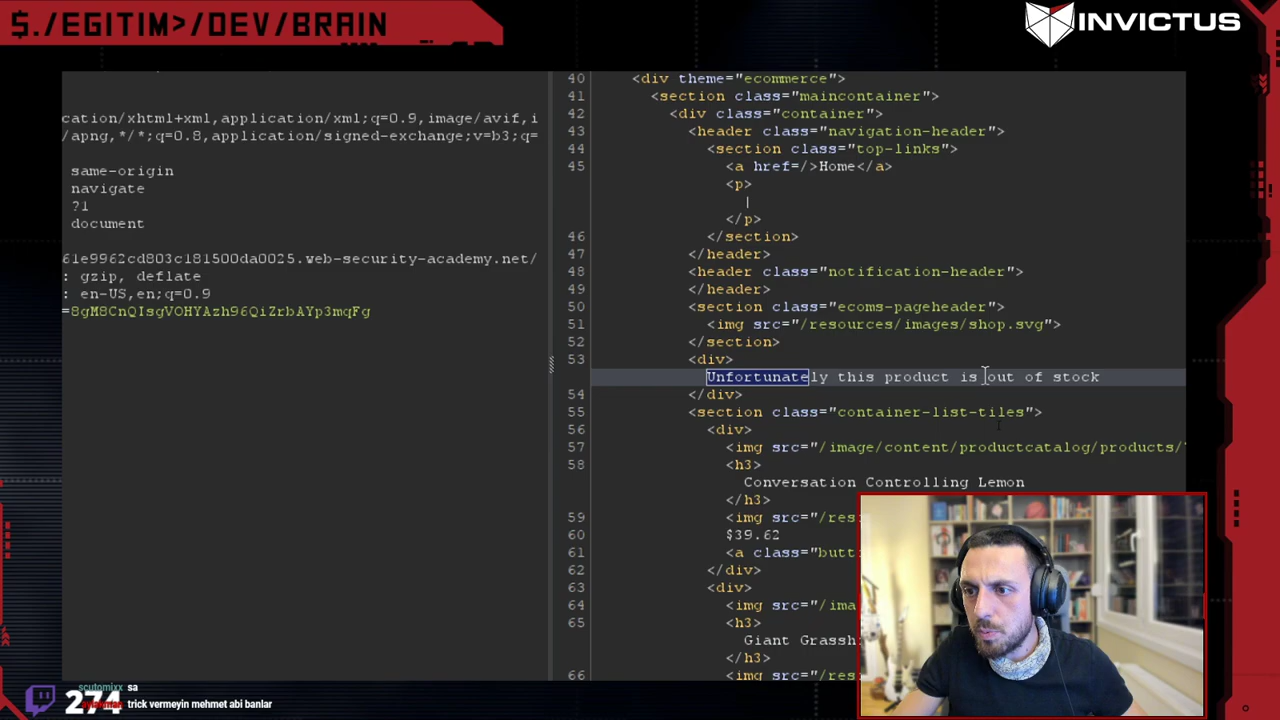 $./EGITIM>/DEV/BRAIN
INVICTUS
cation/xhtml+xml,application/xml;q=0.9,image/avif,i
/apng,*/*;q=0.8,application/signed-exchange;v=b3;q=
same-origin
navigate
?1
document
61e9962cd803c181500da0025.web-security-academy.net/
: gzip, deflate
: en-US,en;q=0.9
=8gM8CnQIsgVOHYAzh96QiZrbAYp3mqFg
40 <div theme="ecommerce">
41 <section class="maincontainer">
42 <div class="container">
43 <header class="navigation-header">
44 <section class="top-links">
45 <a href=/>Home</a>
<p>
|
</p>
46 </section>
47 </header>
48 <header class="notification-header">
49 </header>
50 <section class="ecoms-pageheader">
51 <img src="/resources/images/shop.svg">
52 </section>
53 <div>
Unfortunately this product is out of stock
54 </div>
55 <section class="container-list-tiles">
56 <div>
57 <img src="/image/content/productcatalog/products/
58 <h3>
Conversation Controlling Lemon
</h3>
59 <img src="/res
60 $39.62
61 <a class="butt
62 </div>
63 <div>
64 <img src="/ima
65 <h3>
Giant Grassh
</h3>
66 <img src="/res
274
scutomixx sa
trick vermeyin mehmet abi banlar